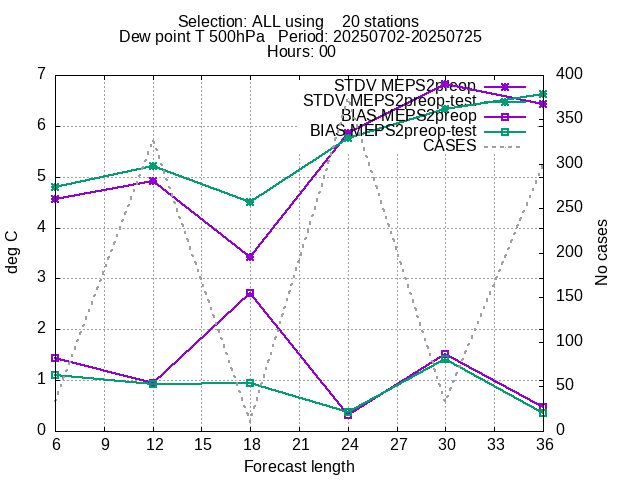 Selection: ALL using    20 stations
Dew point T 500hPa   Period: 20250702-20250725
Hours: 00
7
6
5
4
3
2
1
0
deg C
400
350
300
250
200
150
100
50
0
No cases
STDV MEPS2preop
STDV MEPS2preop-test
BIAS MEPS2preop
BIAS MEPS2preop-test
CASES
6 9 12 15 18 21 24 27 30 33 36
Forecast length